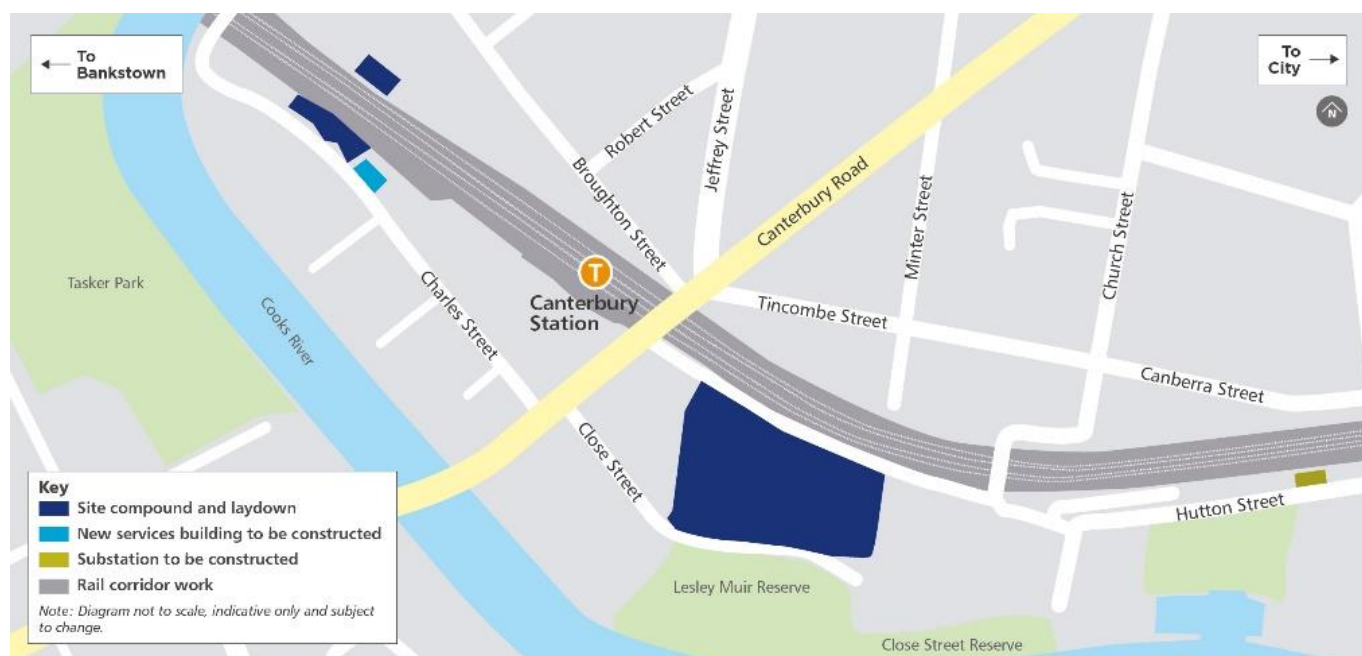 To
Bankstown
To
City
N
Robert Street
Jeffrey Street
Broughton Street
Canterbury Road
Minter Street
Church Street
Tasker Park
Cooks River
Charles Street
T
Canterbury
Station
Tincombe Street
Canberra Street
Close Street
Hutton Street
Lesley Muir Reserve
Close Street Reserve
Key
Site compound and laydown
New services building to be constructed
Substation to be constructed
Rail corridor work
Note: Diagram not to scale, indicative only and subject
to change.